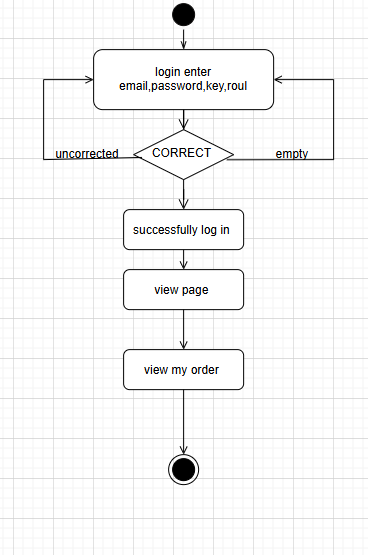 login enter
email,password,key,roul
uncorrected
CORRECT
empty
successfully log in
view page
view my order